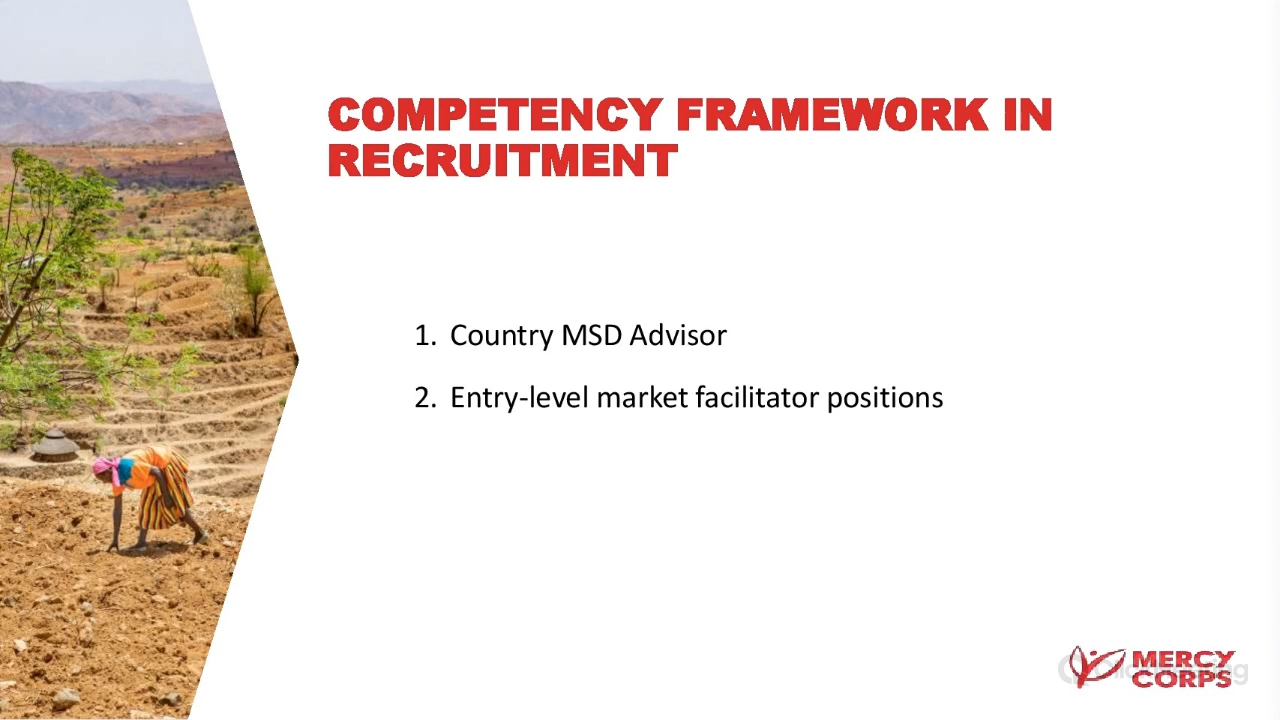 COMPETENCY FRAMEWORK IN
RECRUITMENT
1. Country MSD Advisor
2. Entry-level market facilitator positions
MERCY
CORPS